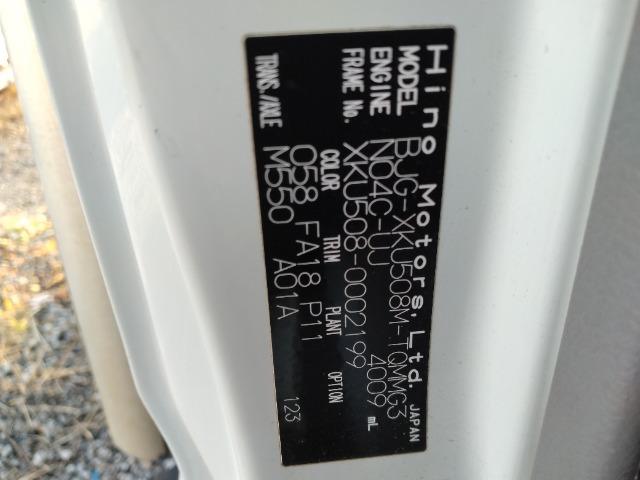 Hino Motors, Ltd. JAPAN
MODEL BJG-XKU508M-TQMMG3
ENGINE N04C-UJ 4009 mL
FRAME No. XKU508-0002199
COLOR TRIM PLANT OPTION
058 FA18 P11
TRANS./AXLE M550 A01A 123